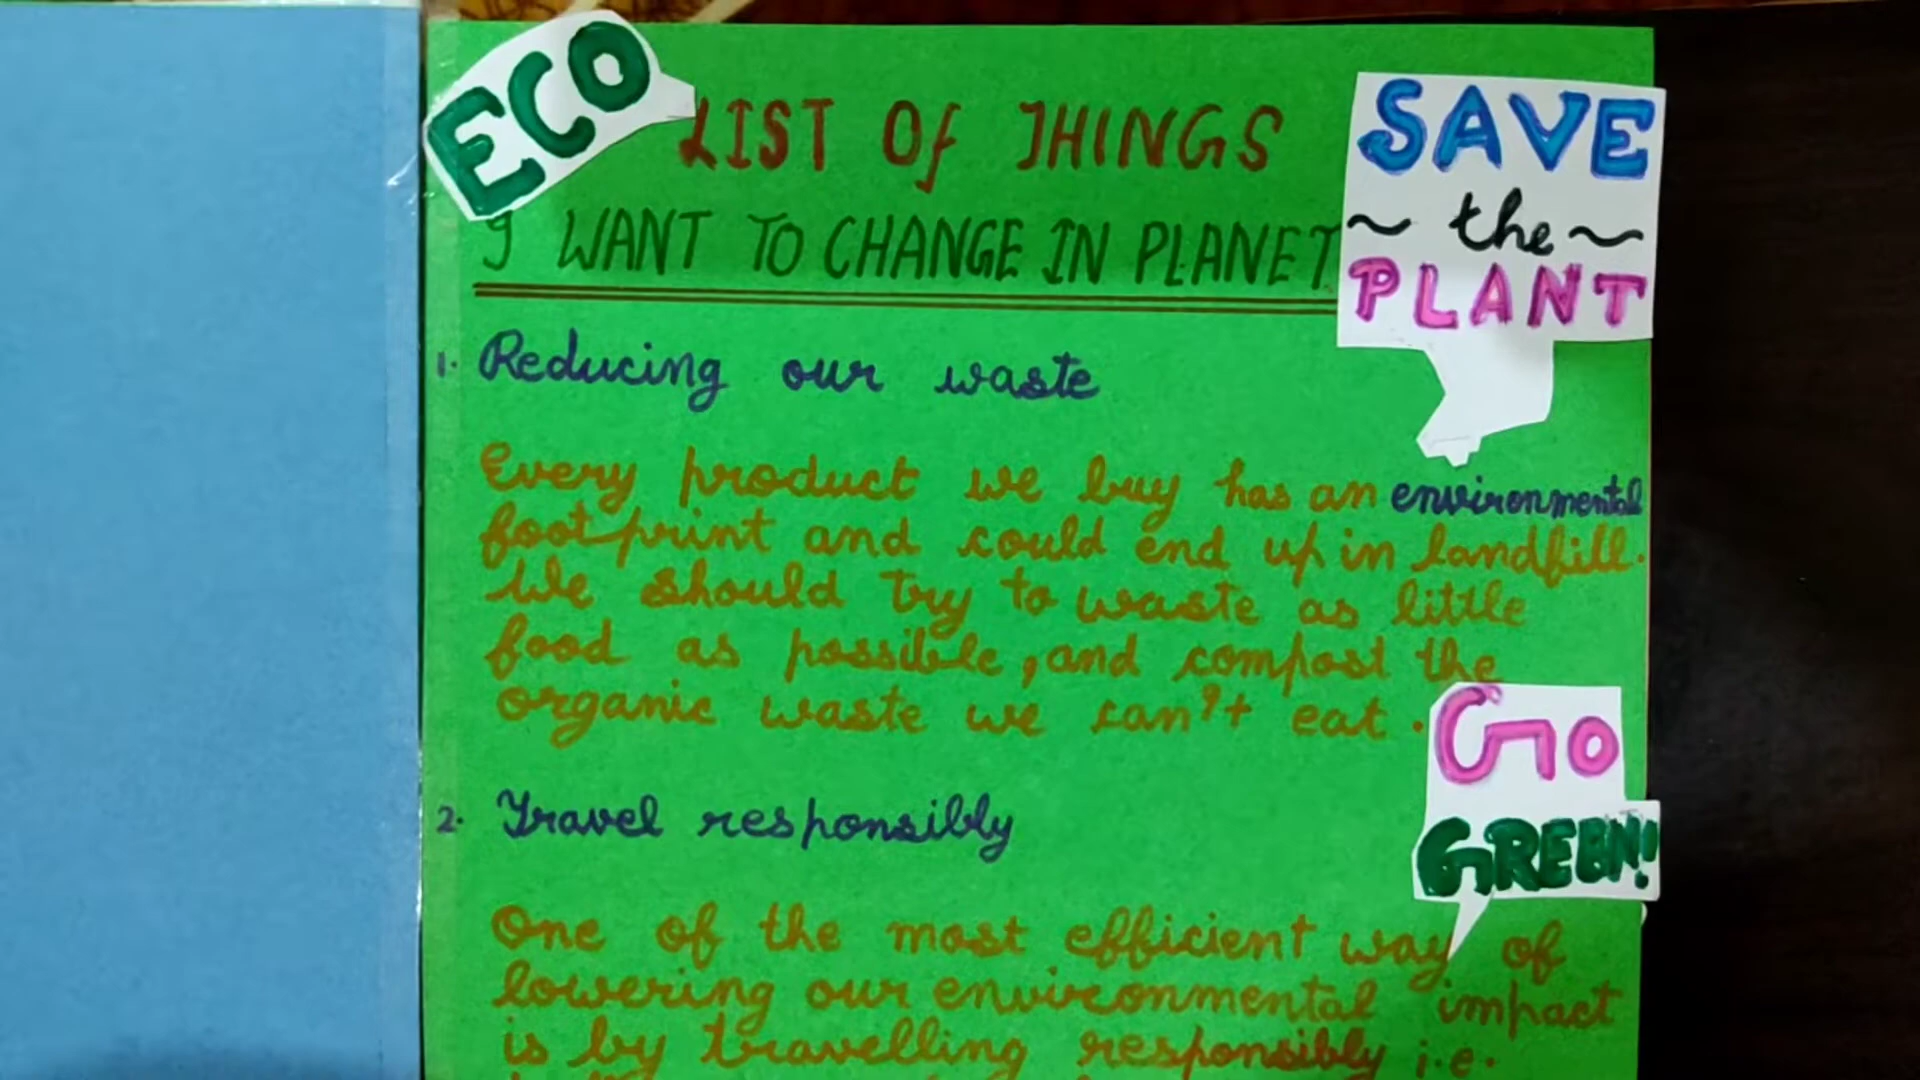 ECO
LIST Of THINGS
I WANT TO CHANGE IN PLANET
SAVE
~ the ~
PLANT
1. Reducing our waste
Every product we buy has an environmental
footprint and could end up in landfill.
We should try to waste as little
food as possible, and compost the
organic waste we can't eat.
GO
GREEN!
2. Travel responsibly
One of the most efficient way of
lowering our environmental impact
is by travelling responsibly i.e.